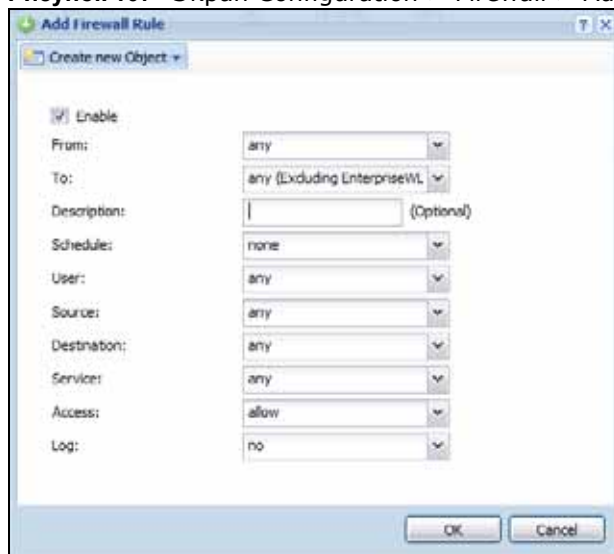 Add Firewall Rule
Create new Object
Enable
From: any
To: any (Excluding EnterpriseWL
Description: (Optional)
Schedule: none
User: any
Source: any
Destination: any
Service: any
Access: allow
Log: no
OK Cancel